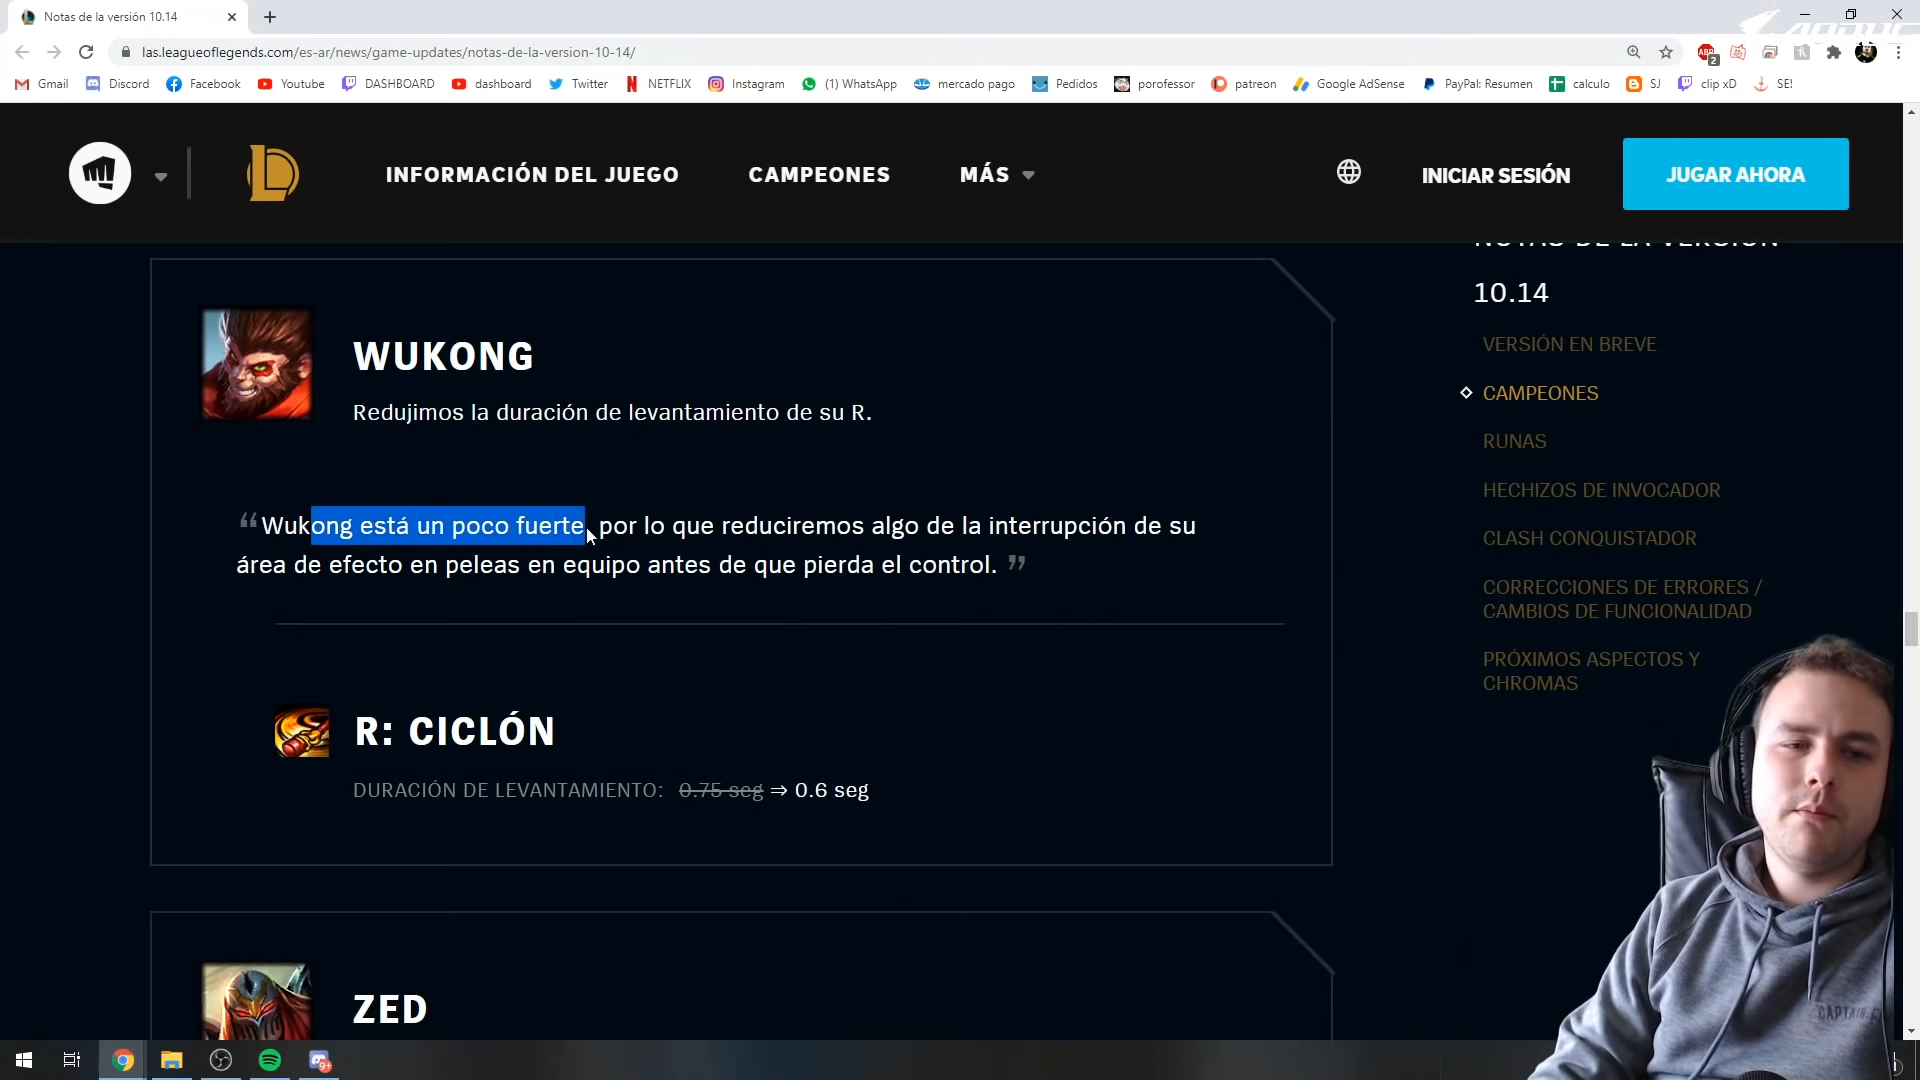 Notas de la versión 10.14
las.leagueoflegends.com/es-ar/news/game-updates/notas-de-la-version-10-14/
Gmail Discord Facebook Youtube DASHBOARD dashboard Twitter NETFLIX Instagram (1) WhatsApp mercado pago Pedidos porofessor patreon Google AdSense PayPal: Resumen calculo SJ clip xD SE!
INFORMACIÓN DEL JUEGO CAMPEONES MÁS INICIAR SESIÓN JUGAR AHORA
NOTAS DE LA VERSIÓN
10.14
VERSIÓN EN BREVE
CAMPEONES
RUNAS
HECHIZOS DE INVOCADOR
CLASH CONQUISTADOR
CORRECCIONES DE ERRORES /
CAMBIOS DE FUNCIONALIDAD
PRÓXIMOS ASPECTOS Y
CHROMAS
WUKONG
Redujimos la duración de levantamiento de su R.
“Wukong está un poco fuerte, por lo que reduciremos algo de la interrupción de su
área de efecto en peleas en equipo antes de que pierda el control. ”
R: CICLÓN
DURACIÓN DE LEVANTAMIENTO: 0.75 seg ⇒ 0.6 seg
ZED